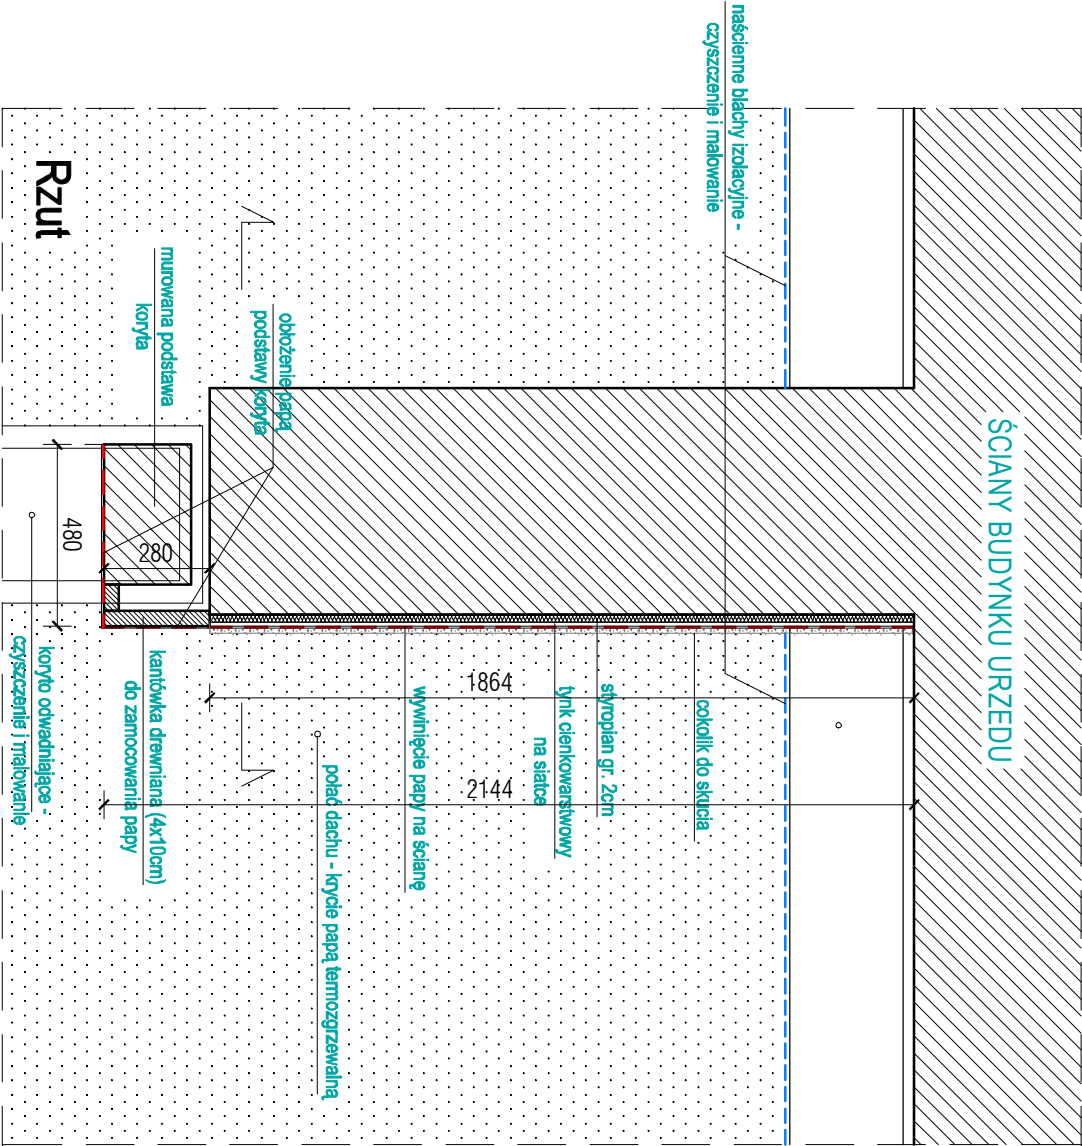 naścienne blachy izolacyjne -
czyszczenie i malowanie
ŚCIANY BUDYNKU URZEDU
Rzut
murowana podstawa
koryta
obłożenie papą
podstawy koryta
480
280
1864
2144
koryto odwadniające -
czyszczenie i malowanie
kantówka drewniana (4x10cm)
do zamocowania papy
połać dachu - krycie papą termozgrzewalną
wywinięcie papy na ścianę
tynk cienkowarstwowy
na siatce
styropian gr. 2cm
cokolik do skucia